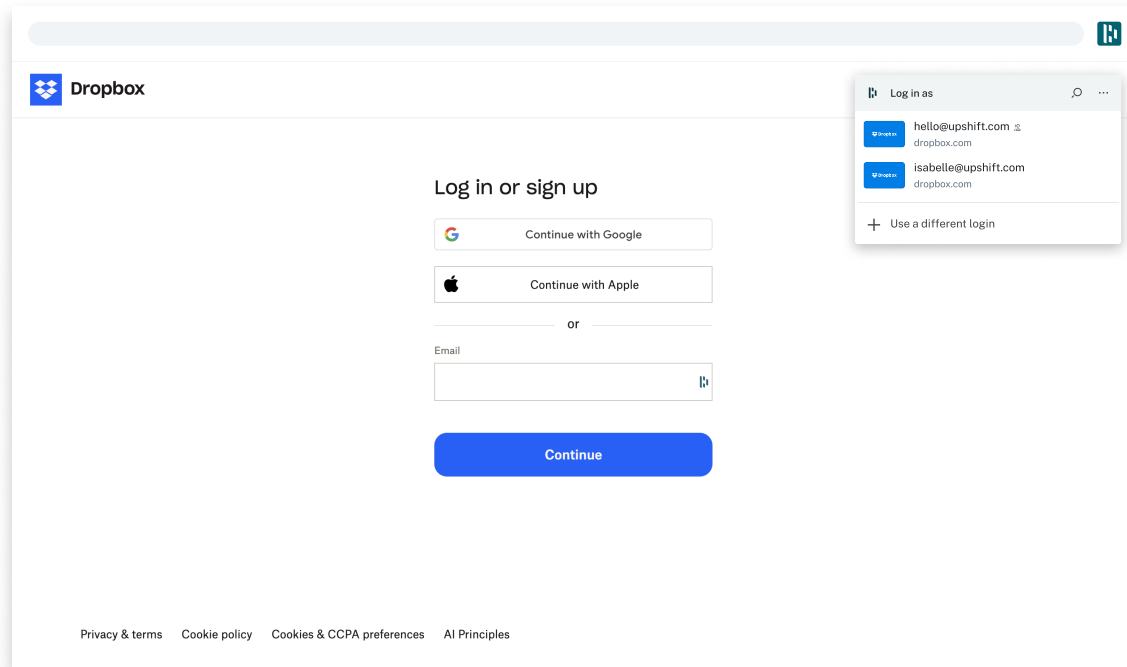 Dropbox
Log in as
hello@upshift.com
dropbox.com
isabelle@upshift.com
dropbox.com
Use a different login
Log in or sign up
Continue with Google
Continue with Apple
or
Email
Continue
Privacy & terms Cookie policy Cookies & CCPA preferences AI Principles
Dropbox
Dropbox